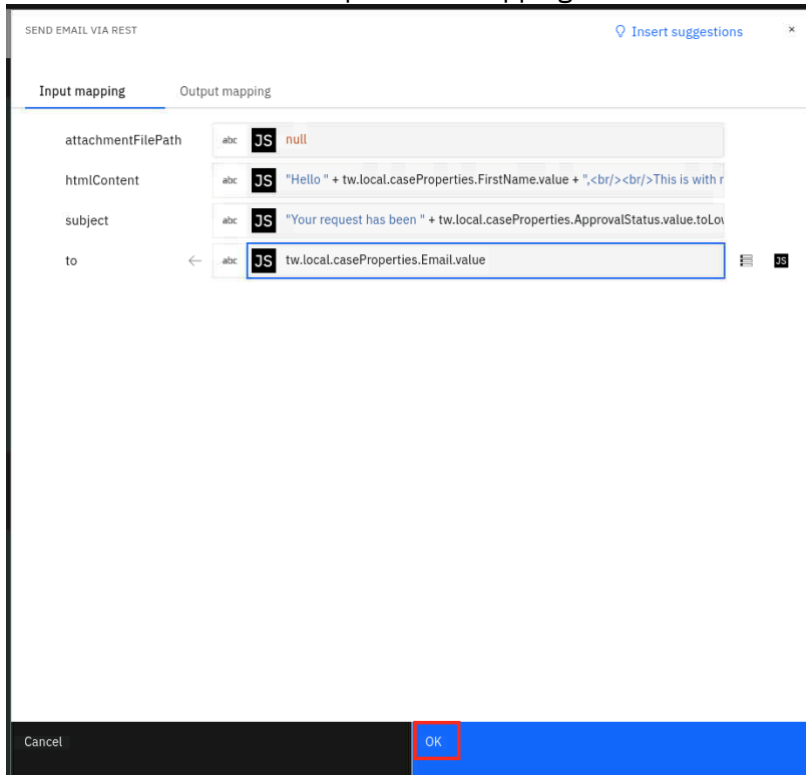 SEND EMAIL VIA REST Insert suggestions ×
Input mapping Output mapping
attachmentFilePath abc JS null
htmlContent abc JS "Hello " + tw.local.caseProperties.FirstName.value + ",<br/><br/>This is with r
subject abc JS "Your request has been " + tw.local.caseProperties.ApprovalStatus.value.toLov
to ← abc JS tw.local.caseProperties.Email.value JS
Cancel OK